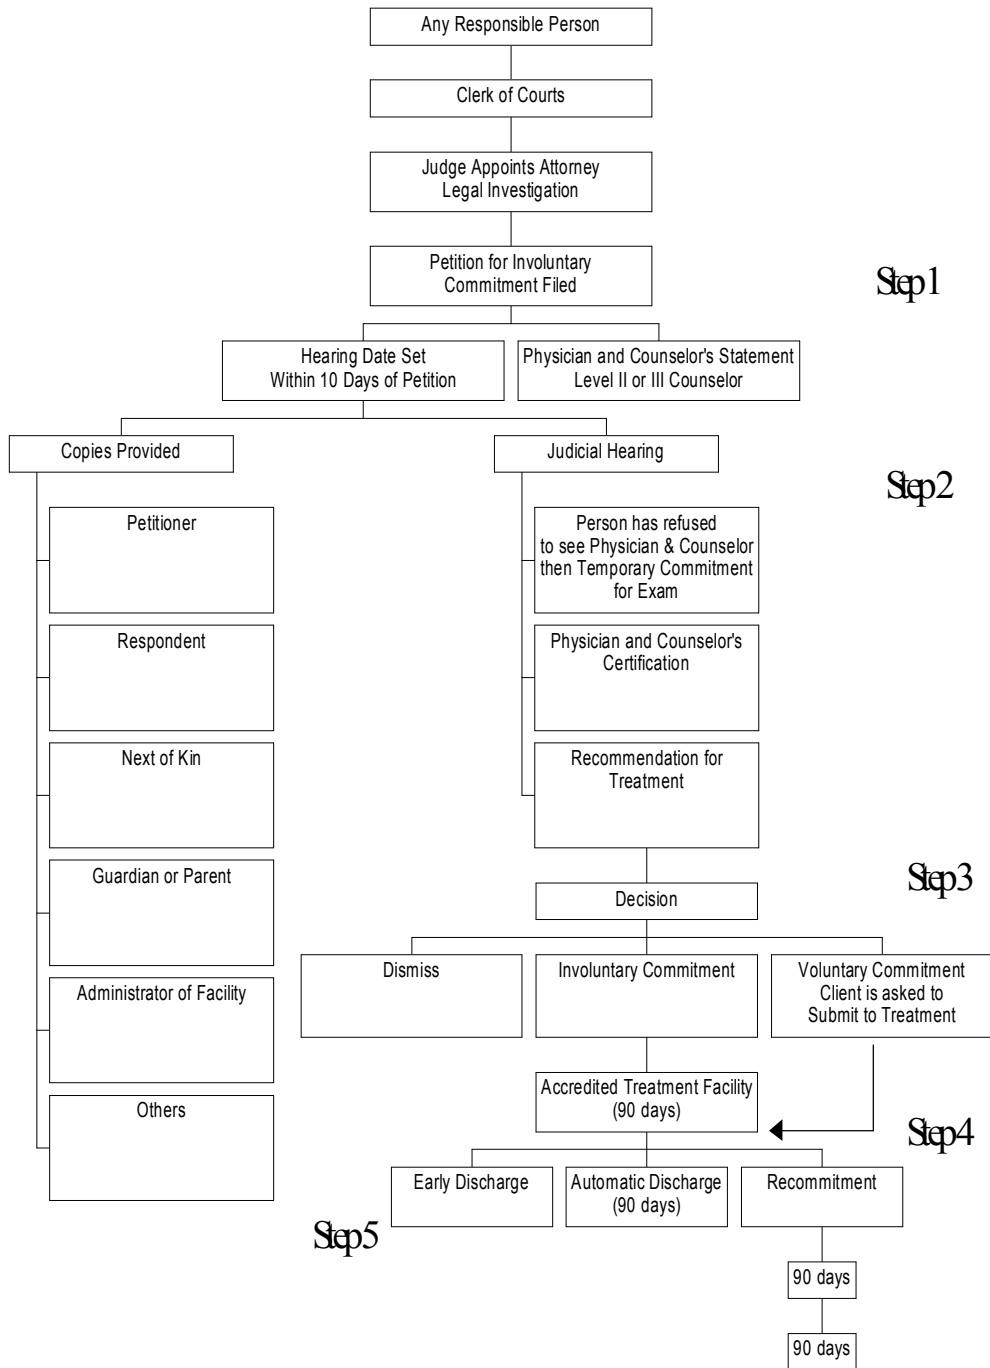 Any Responsible Person
Clerk of Courts
Judge Appoints Attorney
Legal Investigation
Petition for Involuntary
Commitment Filed
Step1
Hearing Date Set
Within 10 Days of Petition
Physician and Counselor's Statement
Level II or III Counselor
Copies Provided
Judicial Hearing
Step2
Petitioner
Person has refused
to see Physician & Counselor
then Temporary Commitment
for Exam
Respondent
Physician and Counselor's
Certification
Next of Kin
Recommendation for
Treatment
Guardian or Parent
Step3
Decision
Dismiss
Involuntary Commitment
Voluntary Commitment
Client is asked to
Submit to Treatment
Administrator of Facility
Accredited Treatment Facility
(90 days)
Others
Step4
Early Discharge
Automatic Discharge
(90 days)
Recommitment
Step5
90 days
90 days